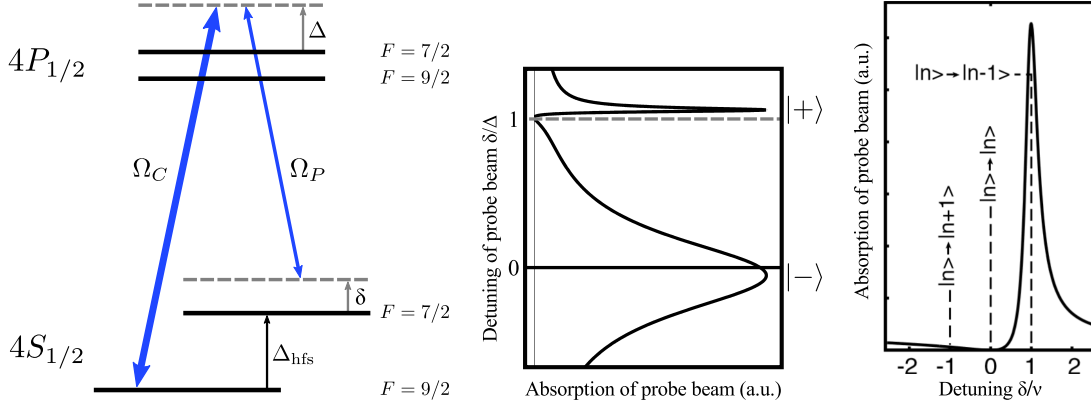 Δ
4P1/2
F = 7/2
F = 9/2
ΩC
ΩP
δ
F = 7/2
4S1/2
Δhfs
F = 9/2
Detuning of probe beam δ/Δ
1
0
|+⟩
|−⟩
Absorption of probe beam (a.u.)
Absorption of probe beam (a.u.)
|n>→|n-1>
|n>→|n>
|n>→|n+1>
-2 -1 0 1 2
Detuning δ/ν